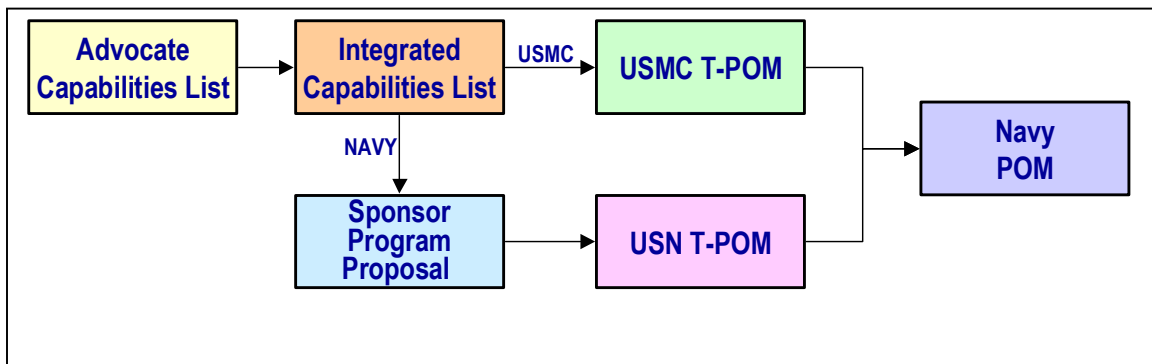 Advocate
Capabilities List
Integrated
Capabilities List
USMC
USMC T-POM
Navy
POM
NAVY
Sponsor
Program
Proposal
USN T-POM